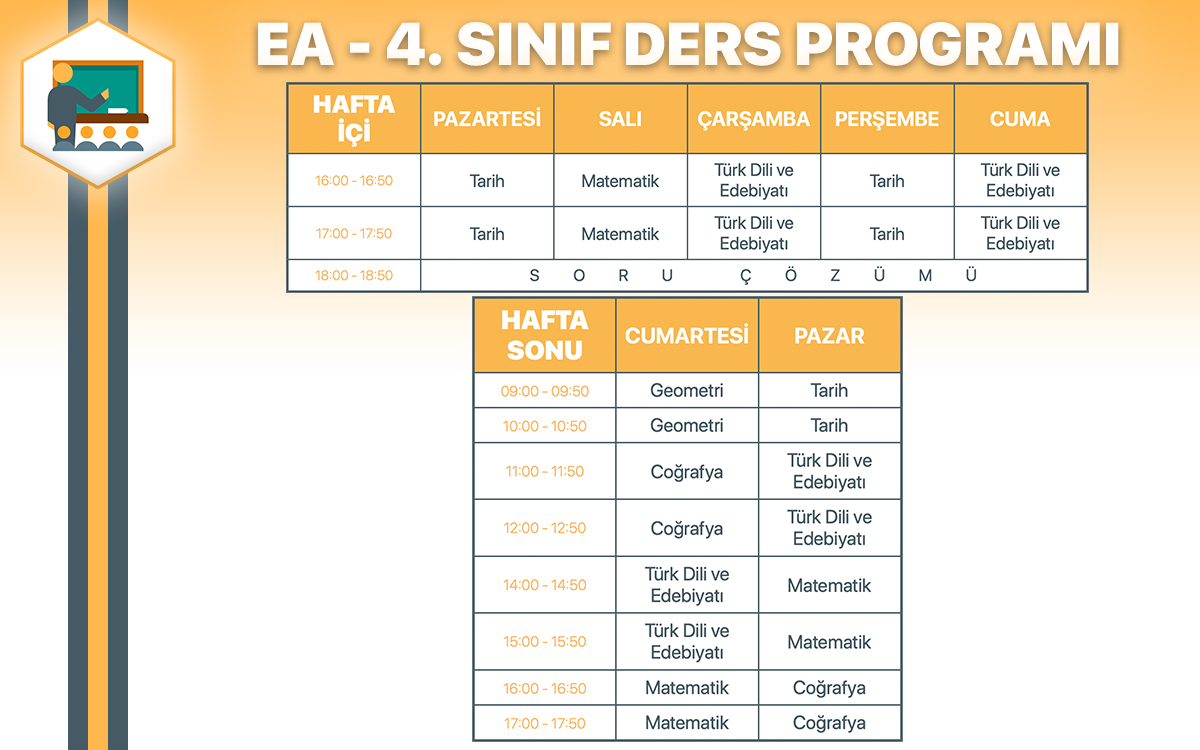 EA - 4. SINIF DERS PROGRAMI
HAFTA İÇİ PAZARTESİ SALI ÇARŞAMBA PERŞEMBE CUMA
16:00 - 16:50 Tarih Matematik Türk Dili ve Edebiyatı Tarih Türk Dili ve Edebiyatı
17:00 - 17:50 Tarih Matematik Türk Dili ve Edebiyatı Tarih Türk Dili ve Edebiyatı
18:00 - 18:50 S O R U Ç Ö Z Ü M Ü
HAFTA SONU CUMARTESİ PAZAR
09:00 - 09:50 Geometri Tarih
10:00 - 10:50 Geometri Tarih
11:00 - 11:50 Coğrafya Türk Dili ve Edebiyatı
12:00 - 12:50 Coğrafya Türk Dili ve Edebiyatı
14:00 - 14:50 Türk Dili ve Edebiyatı Matematik
15:00 - 15:50 Türk Dili ve Edebiyatı Matematik
16:00 - 16:50 Matematik Coğrafya
17:00 - 17:50 Matematik Coğrafya